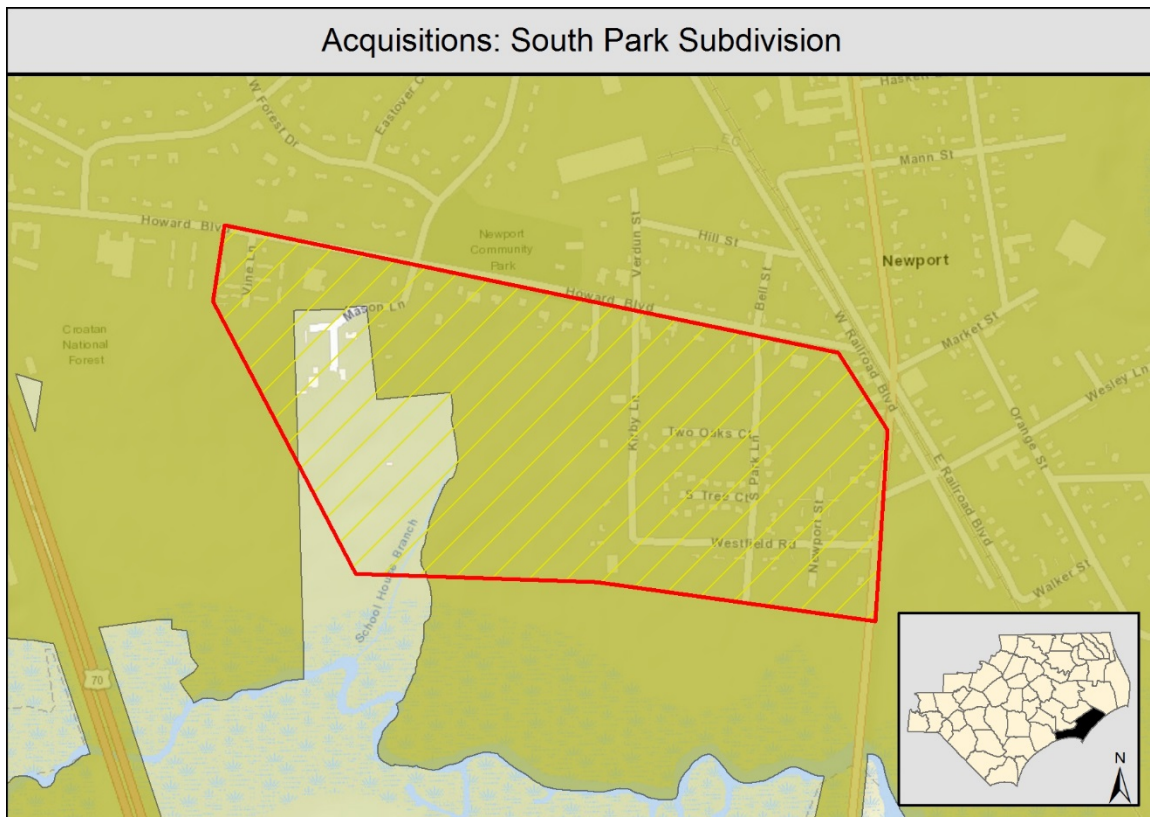 Acquisitions: South Park Subdivision
W Forest Dr
Eastover C
Mann St
Howard Blvd
Vine Ln
Newport
Community
Park
Verdun St
Hill St
Bell St
Newport
Howard Blvd
Mason Ln
W Railroad Blvd
Market St
Wesley Ln
Croatan
National
Forest
Kirby Ln
Two Oaks Ct
S Park Ln
Orange St
S Tree Ct
E Railroad Blvd
Westfield Rd
Newport St
School House Branch
Walker St
70
N